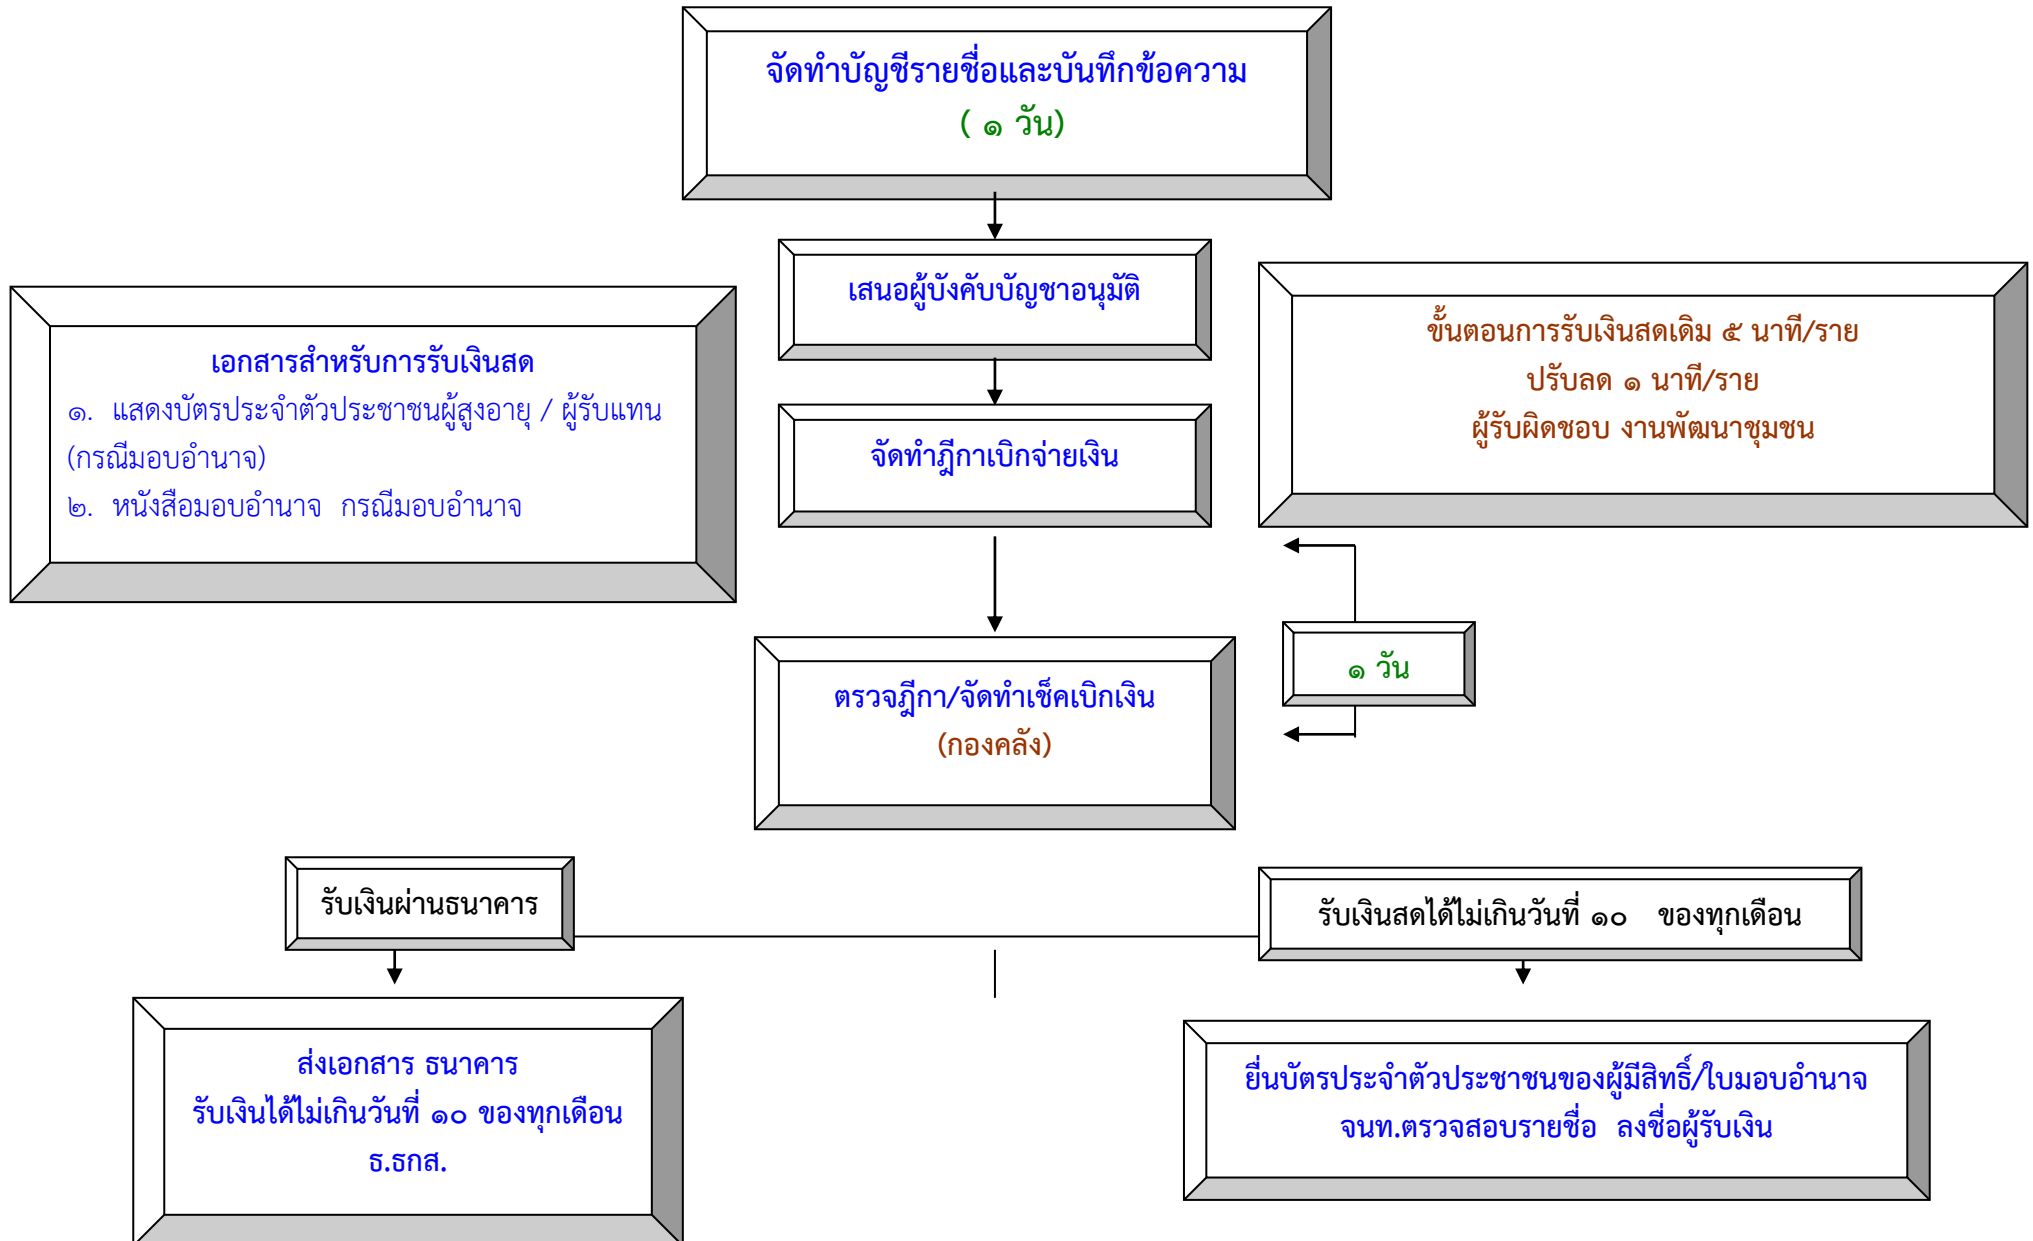 จัดทำบัญชีรายชื่อและบันทึกข้อความ
( ๑ วัน)
เสนอผู้บังคับบัญชาอนุมัติ
เอกสารสำหรับการรับเงินสด
๑. แสดงบัตรประจำตัวประชาชนผู้สูงอายุ / ผู้รับแทน
(กรณีมอบอำนาจ)
๒. หนังสือมอบอำนาจ กรณีมอบอำนาจ
ขั้นตอนการรับเงินสดเดิม ๕ นาที/ราย
ปรับลด ๑ นาที/ราย
ผู้รับผิดชอบ งานพัฒนาชุมชน
จัดทำฎีกาเบิกจ่ายเงิน
๑ วัน
ตรวจฎีกา/จัดทำเช็คเบิกเงิน
(กองคลัง)
รับเงินผ่านธนาคาร
รับเงินสดได้ไม่เกินวันที่ ๑๐ ของทุกเดือน
ส่งเอกสาร ธนาคาร
รับเงินได้ไม่เกินวันที่ ๑๐ ของทุกเดือน
ธ.ธกส.
ยื่นบัตรประจำตัวประชาชนของผู้มีสิทธิ์/ใบมอบอำนาจ
จนท.ตรวจสอบรายชื่อ ลงชื่อผู้รับเงิน